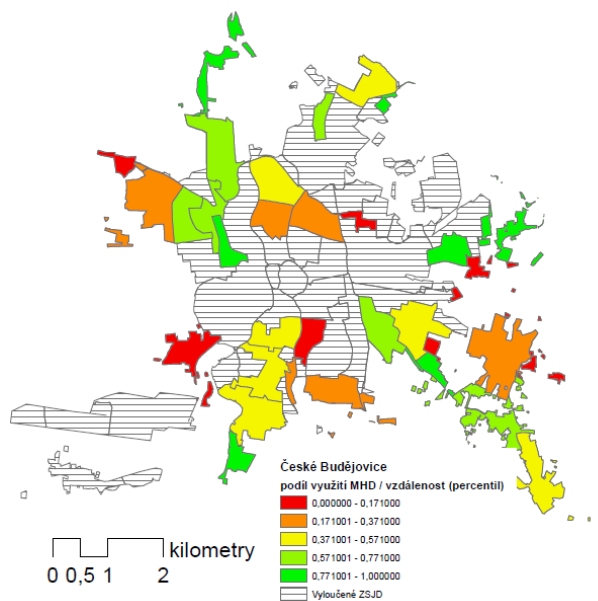 České Budějovice
podíl využití MHD / vzdálenost (percentil)
0,000000 - 0,171000
0,171001 - 0,371000
0,371001 - 0,571000
0,571001 - 0,771000
0,771001 - 1,000000
Vyloučené ZSJD
kilometry
0 0,5 1 2